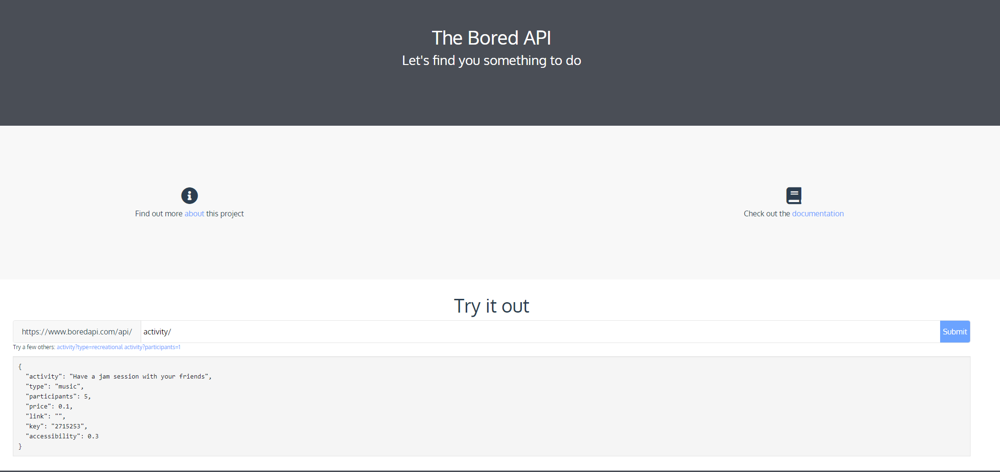 The Bored API
Let's find you something to do
Find out more about this project
Check out the documentation
Try it out
https://www.boredapi.com/api/ activity/ Submit
Try a few others: activity?type=recreational activity?participants=1
{
  "activity": "Have a jam session with your friends",
  "type": "music",
  "participants": 5,
  "price": 0.1,
  "link": "",
  "key": "2715253",
  "accessibility": 0.3
}